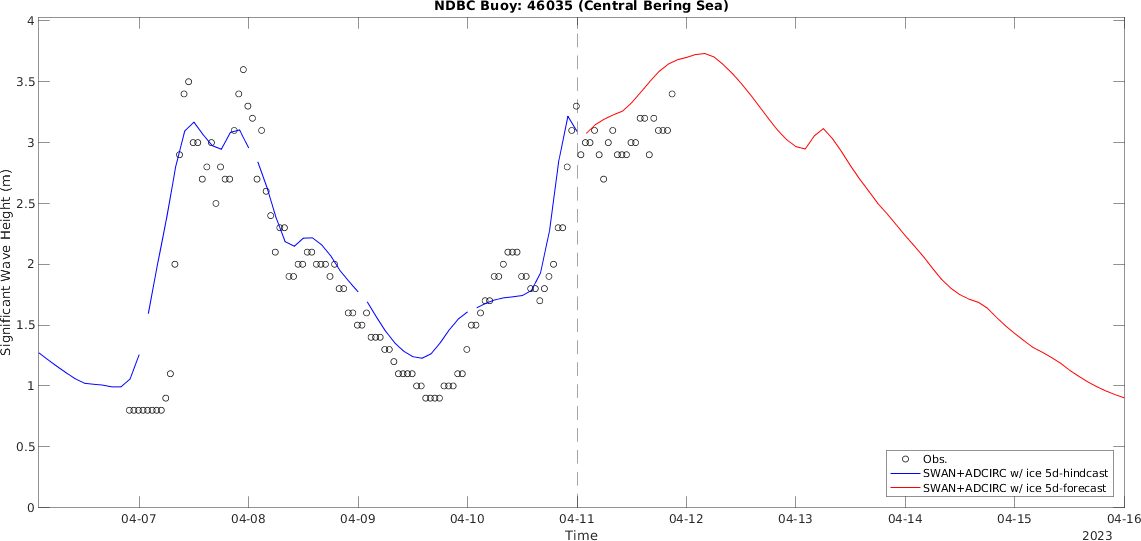 NDBC Buoy: 46035 (Central Bering Sea)
4
3.5
3
2.5
2
1.5
1
0.5
0
Significant Wave Height (m)
Obs.
SWAN+ADCIRC w/ ice 5d-hindcast
SWAN+ADCIRC w/ ice 5d-forecast
04-07 04-08 04-09 04-10 04-11 04-12 04-13 04-14 04-15 04-16
Time
2023